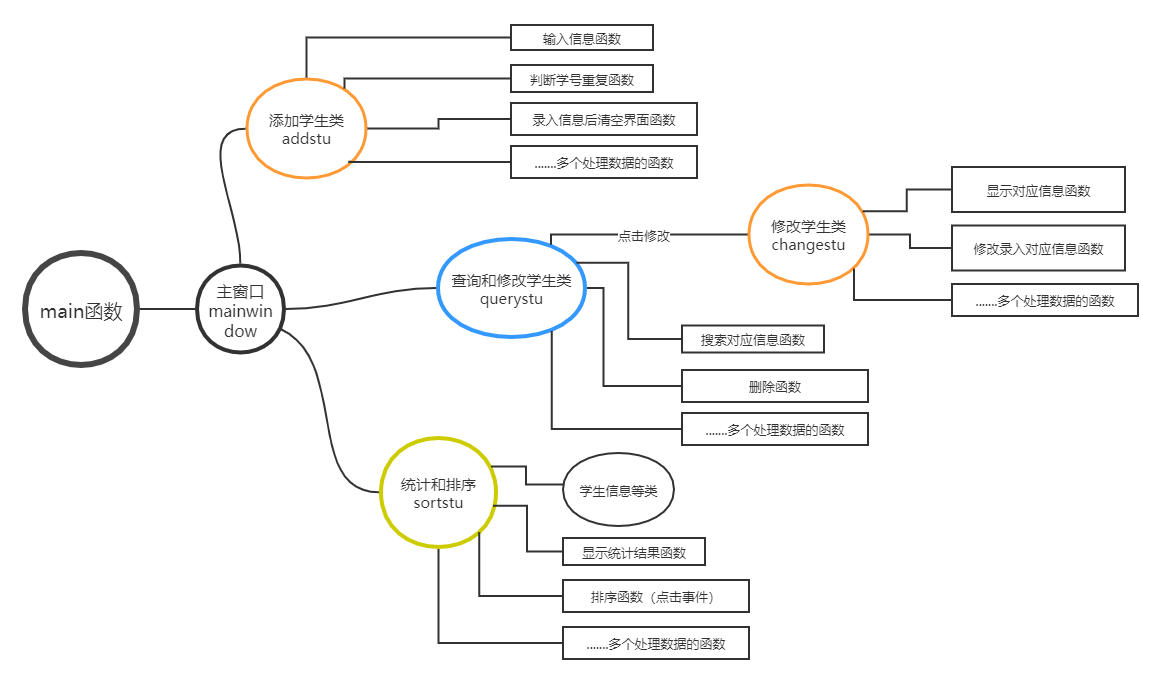 main函数
主窗口
mainwin
dow
添加学生类
addstu
输入信息函数
判断学号重复函数
录入信息后清空界面函数
.......多个处理数据的函数
查询和修改学生类
querystu
点击修改
修改学生类
changestu
显示对应信息函数
修改录入对应信息函数
.......多个处理数据的函数
搜索对应信息函数
删除函数
.......多个处理数据的函数
统计和排序
sortstu
学生信息等类
显示统计结果函数
排序函数（点击事件）
.......多个处理数据的函数